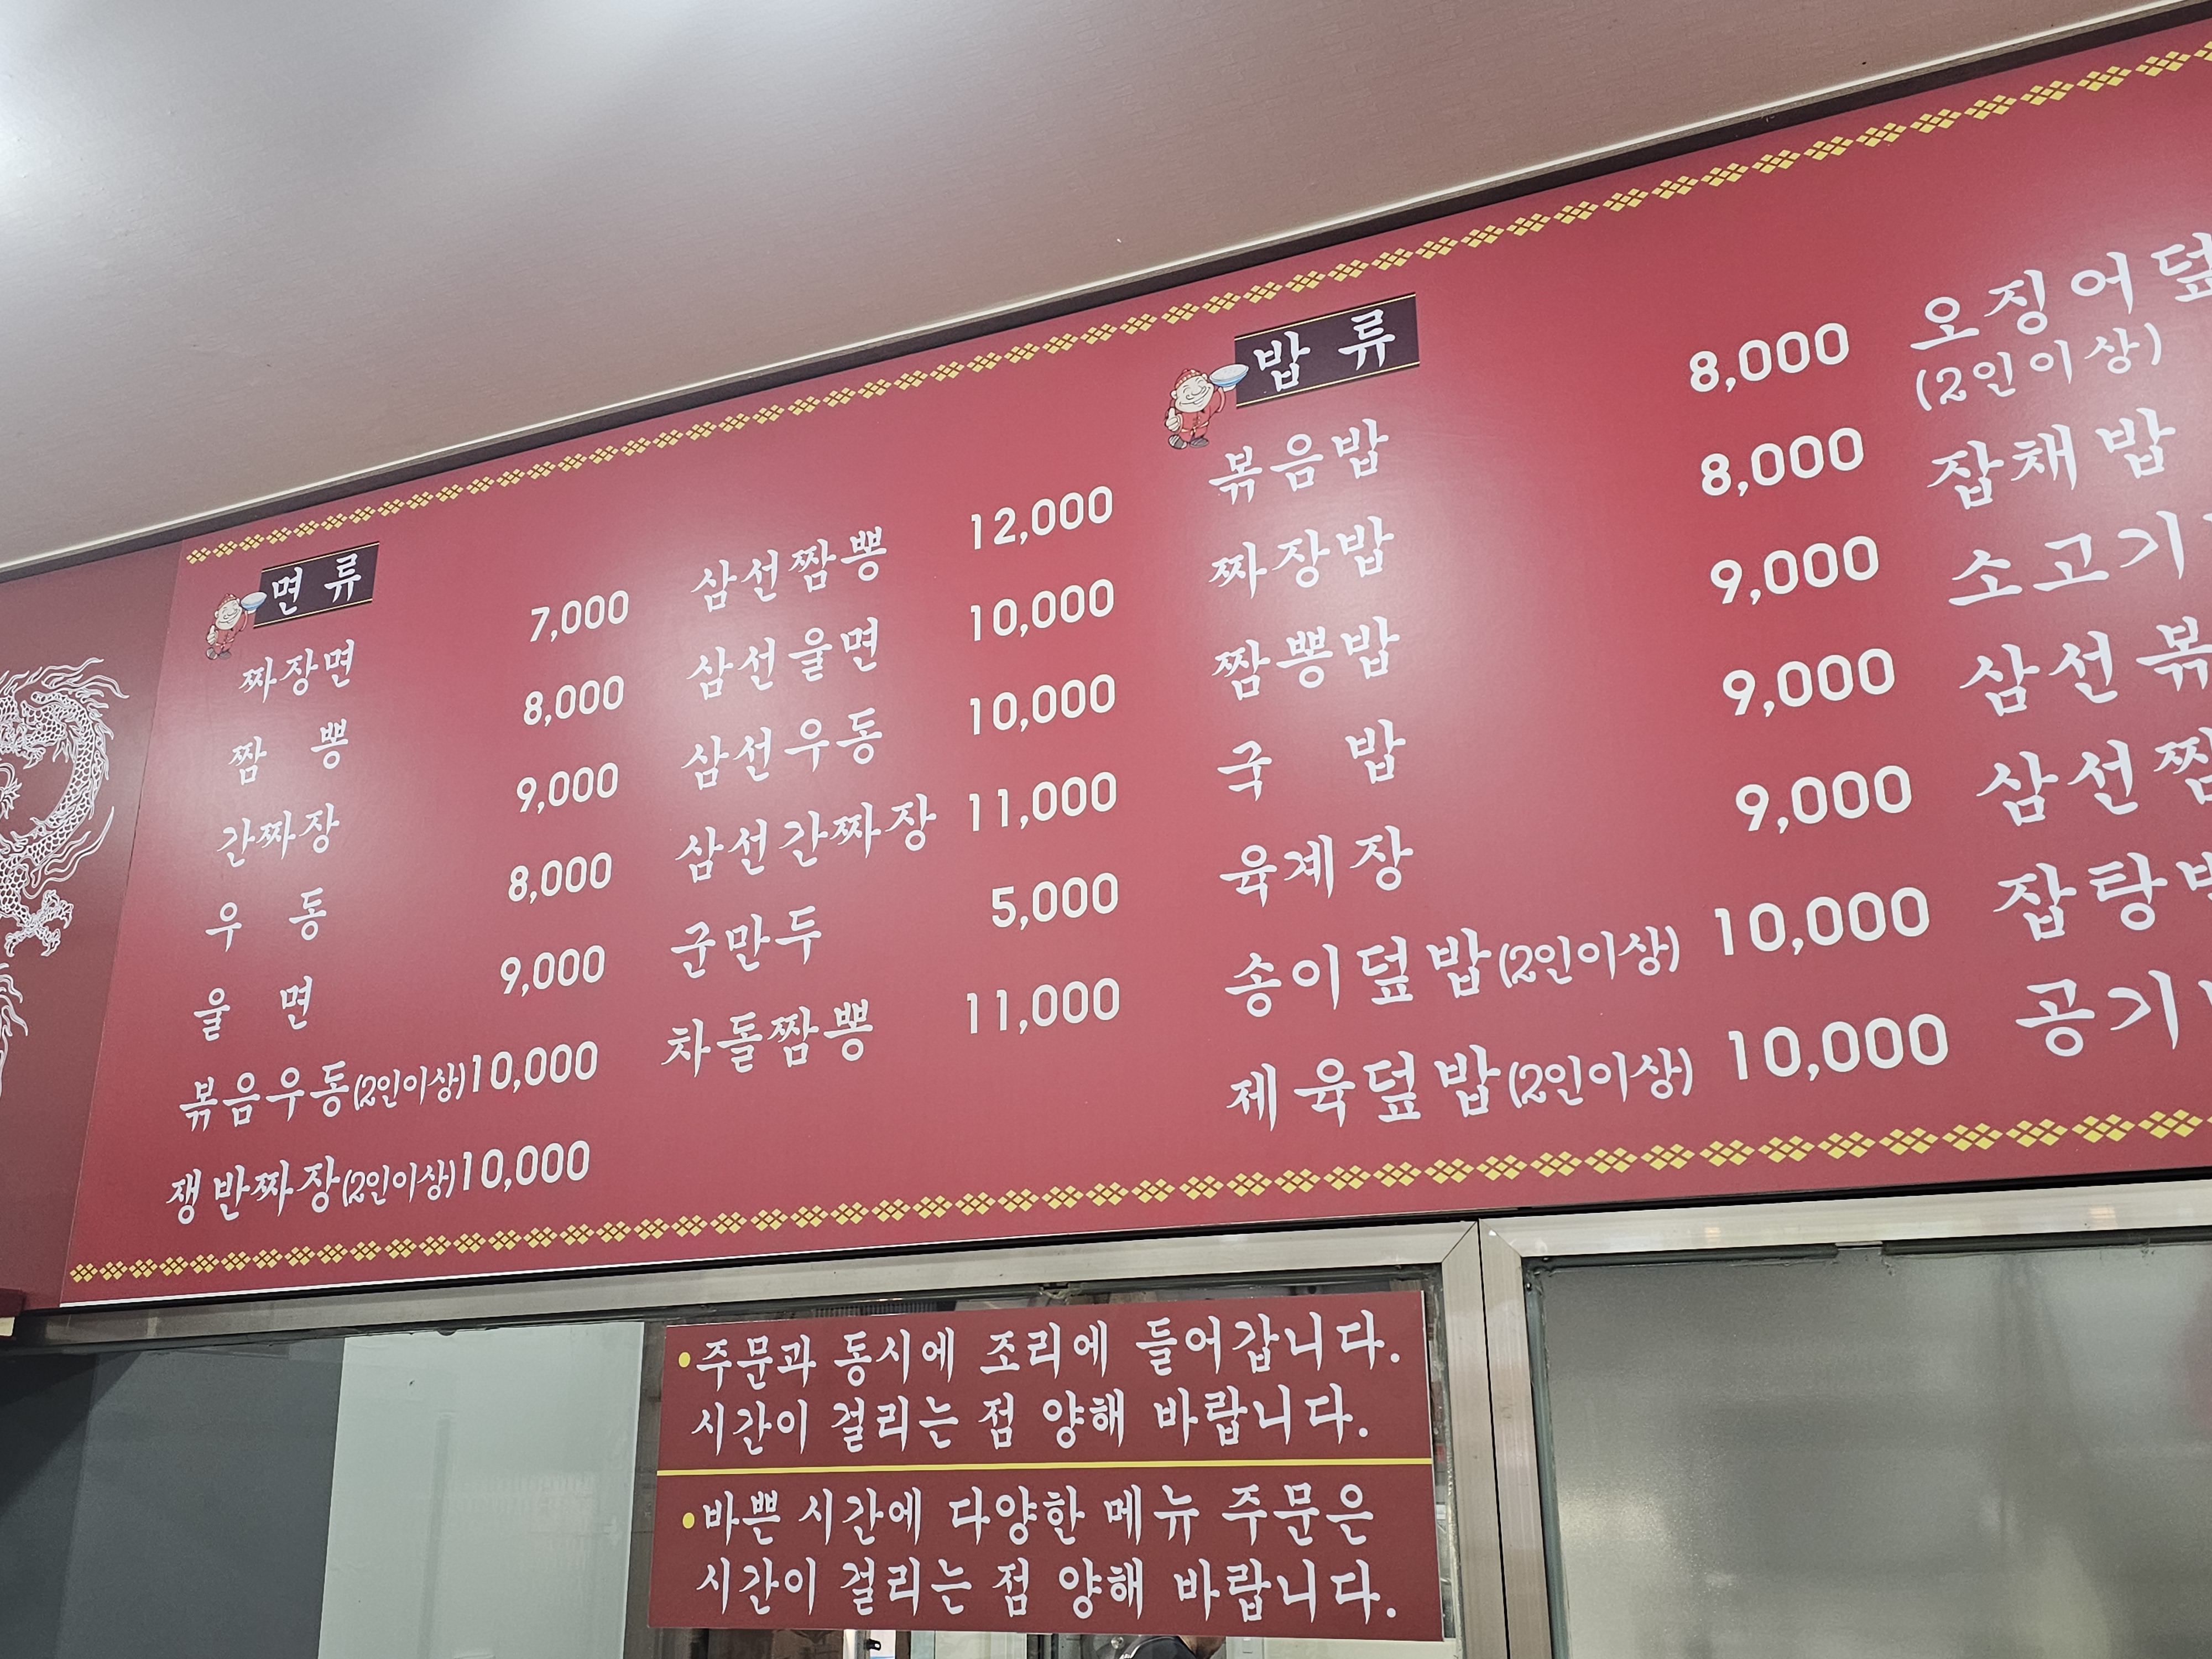 면 류
짜장면 7,000
짬 뽕 8,000
간짜장 9,000
우 동 8,000
울 면 9,000
볶음우동(2인이상) 10,000
쟁반짜장(2인이상) 10,000
삼선짬뽕 12,000
삼선울면 10,000
삼선우동 10,000
삼선간짜장 11,000
군만두 5,000
차돌짬뽕 11,000
밥 류
볶음밥 8,000
짜장밥 8,000
짬뽕밥 9,000
국 밥 9,000
육계장 9,000
송이덮밥(2인이상) 10,000
제육덮밥(2인이상) 10,000
오징어덮
(2인이상)
잡채밥
소고기
삼선볶
삼선짬
잡탕
공기
•주문과 동시에 조리에 들어갑니다.
시간이 걸리는 점 양해 바랍니다.
•바쁜 시간에 다양한 메뉴 주문은
시간이 걸리는 점 양해 바랍니다.